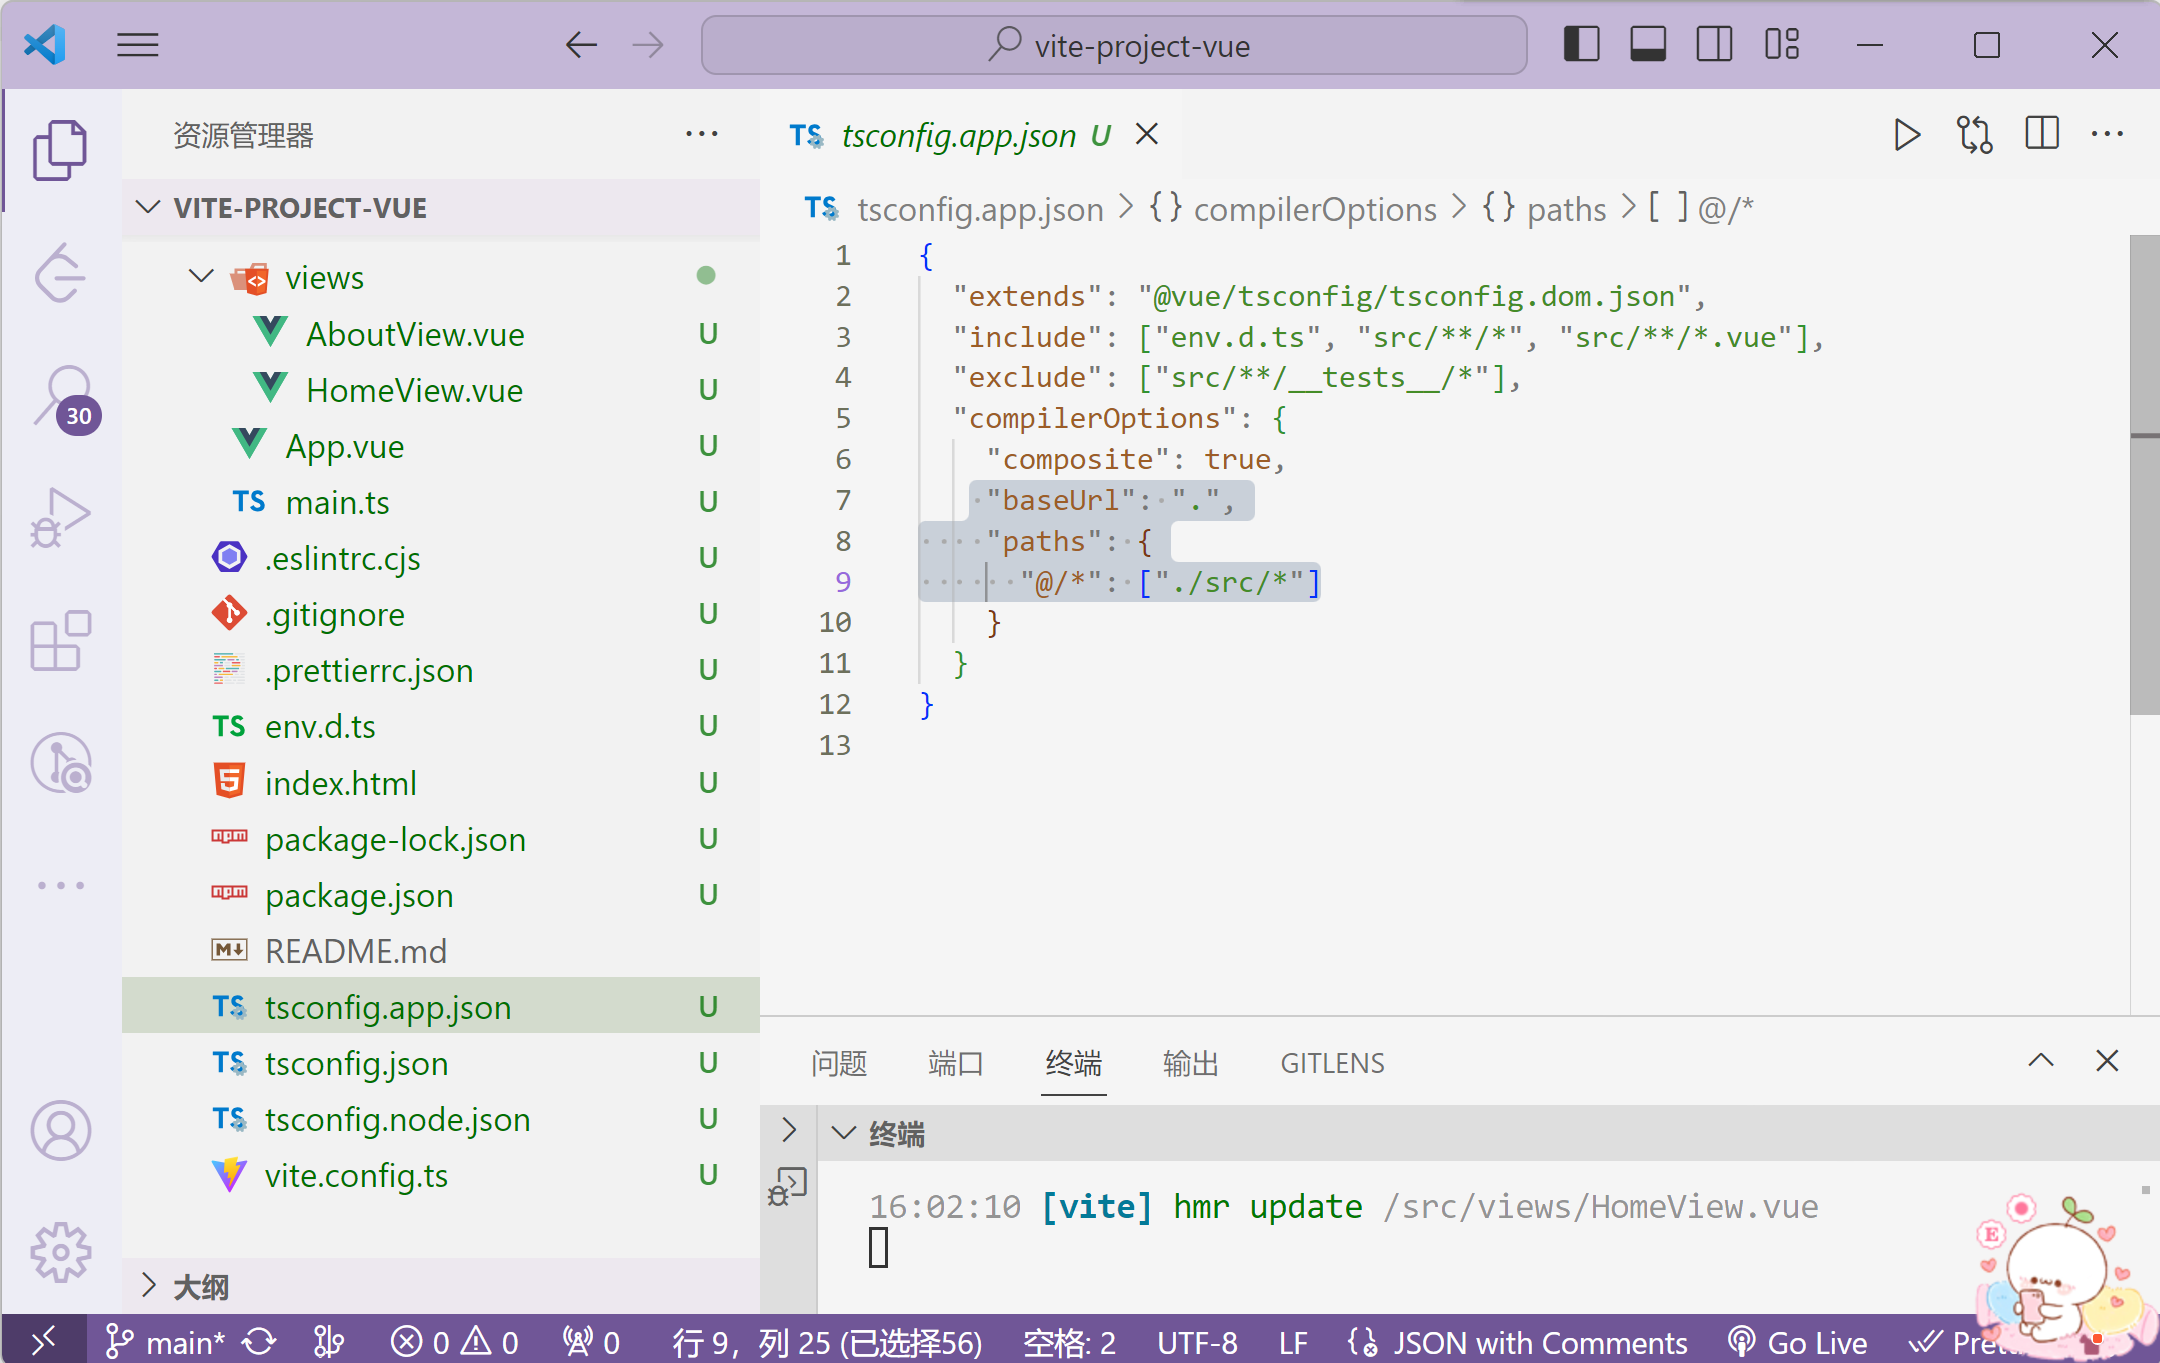 vite-project-vue
资源管理器
VITE-PROJECT-VUE
views
AboutView.vue U
HomeView.vue U
App.vue U
TS main.ts U
.eslintrc.cjs U
.gitignore U
.prettierrc.json U
TS env.d.ts U
index.html U
package-lock.json U
package.json U
README.md
TS tsconfig.app.json U
TS tsconfig.json U
TS tsconfig.node.json U
vite.config.ts U
大纲
30
TS tsconfig.app.json U
TS tsconfig.app.json > {} compilerOptions > {} paths > [ ] @/*
1 {
2 "extends": "@vue/tsconfig/tsconfig.dom.json",
3 "include": ["env.d.ts", "src/**/*", "src/**/*.vue"],
4 "exclude": ["src/**/__tests__/*"],
5 "compilerOptions": {
6 "composite": true,
7 "baseUrl": ".",
8 "paths": {
9 "@/*": ["./src/*"]
10 }
11 }
12 }
13
问题 端口 终端 输出 GITLENS
终端
16:02:10 [vite] hmr update /src/views/HomeView.vue
main* 0 0 0 行 9，列 25 (已选择56) 空格: 2 UTF-8 LF JSON with Comments Go Live